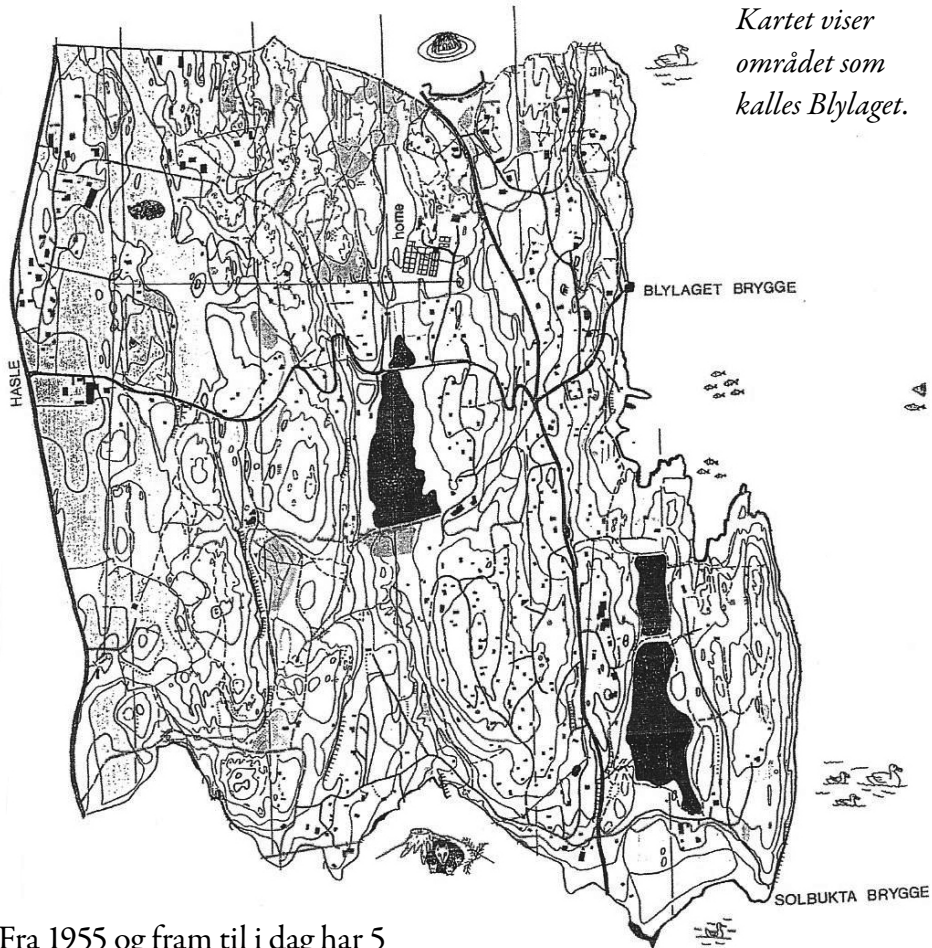 Kartet viser
området som
kalles Blylaget.
home
BLYLAGET BRYGGE
HASLE
SOLBUKTA BRYGGE
Fra 1955 og fram til i dag har 5